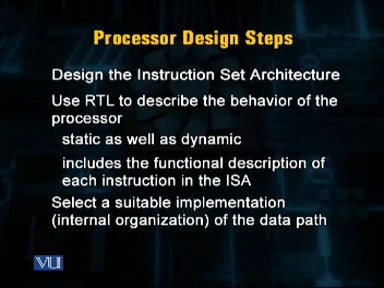 Processor Design Steps
Design the Instruction Set Architecture
Use RTL to describe the behavior of the
processor
static as well as dynamic
includes the functional description of
each instruction in the ISA
Select a suitable implementation
(internal organization) of the data path
VU